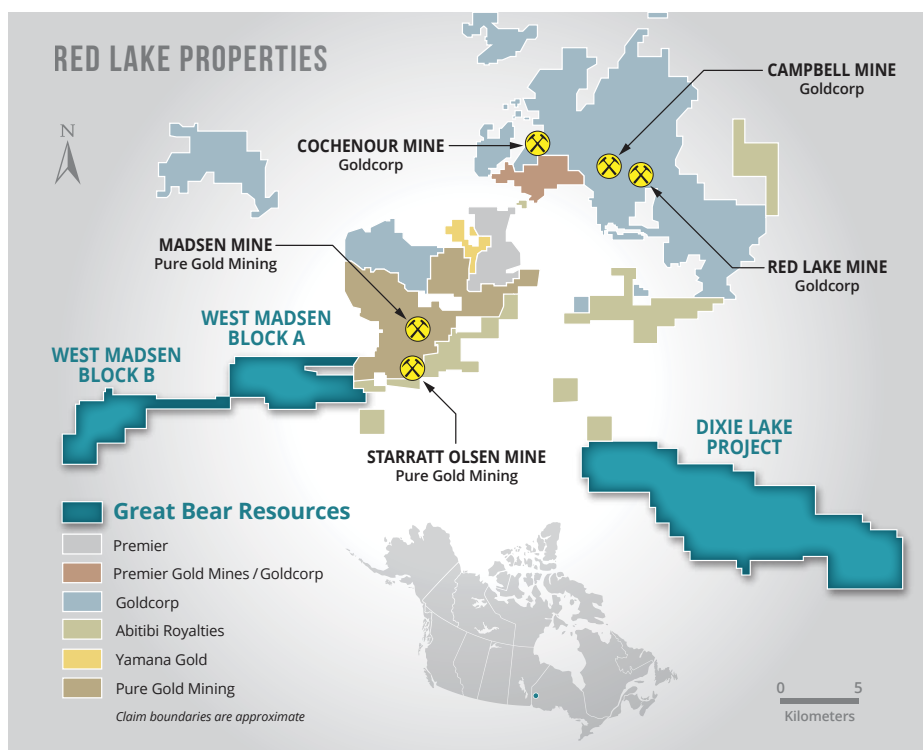 RED LAKE PROPERTIES
N
CAMPBELL MINE
Goldcorp
COCHENOUR MINE
Goldcorp
MADSEN MINE
Pure Gold Mining
RED LAKE MINE
Goldcorp
WEST MADSEN
BLOCK A
WEST MADSEN
BLOCK B
DIXIE LAKE
PROJECT
STARRATT OLSEN MINE
Pure Gold Mining
Great Bear Resources
Premier
Premier Gold Mines / Goldcorp
Goldcorp
Abitibi Royalties
Yamana Gold
Pure Gold Mining
Claim boundaries are approximate
0 5
Kilometers